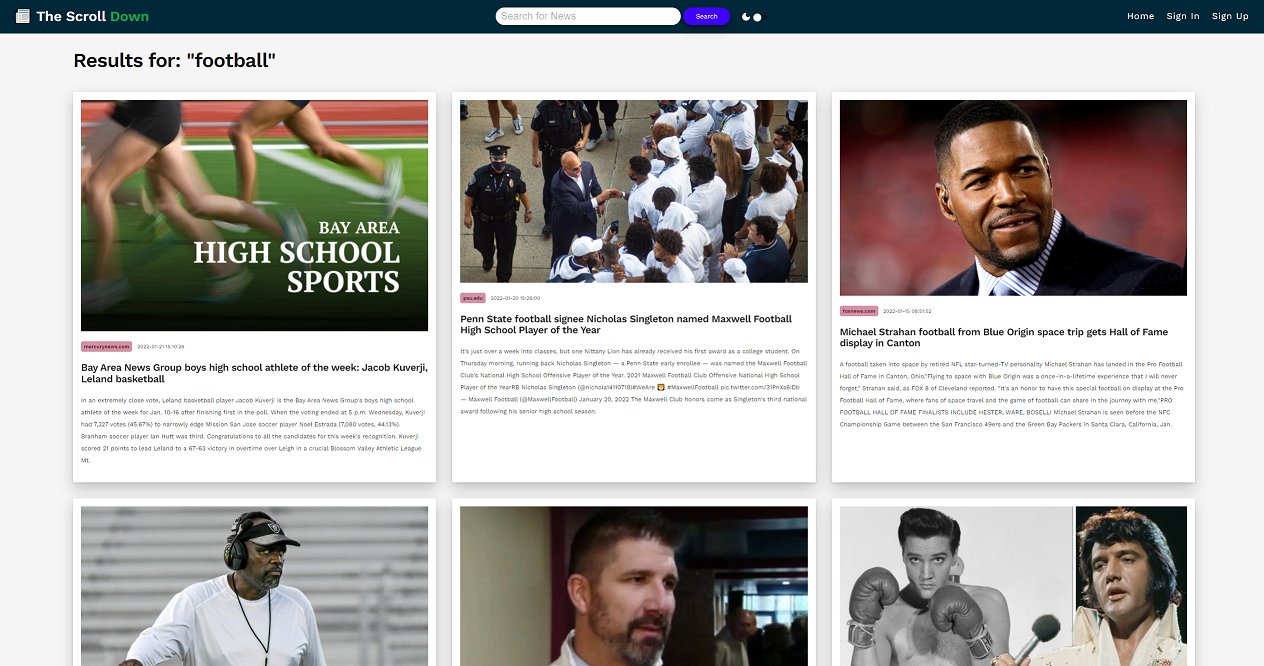 The Scroll Down
Search for News
Search
Home Sign In Sign Up
Results for: "football"
BAY AREA
HIGH SCHOOL
SPORTS
mercurynews.com 2022-01-21 15:10:26
Bay Area News Group boys high school athlete of the week: Jacob Kuverji,
Leland basketball
In an extremely close vote, Leland basketball player Jacob Kuverji is the Bay Area News Group's boys high school
athlete of the week for Jan. 10-16 after finishing first in the poll. When the voting ended at 5 p.m. Wednesday, Kuverji
had 7,327 votes (45.67%) to narrowly edge Mission San Jose soccer player Noel Estrada (7,080 votes, 44.13%).
Branham soccer player Ian Hutt was third. Congratulations to all the candidates for this week's recognition. Kuverji
scored 21 points to lead Leland to a 67-63 victory in overtime over Leigh in a crucial Blossom Valley Athletic League
Mt.
psu.edu 2022-01-20 15:26:00
Penn State football signee Nicholas Singleton named Maxwell Football
High School Player of the Year
It's just over a week into classes, but one Nittany Lion has already received his first award as a college student. On
Thursday morning, running back Nicholas Singleton — a Penn State early enrollee — was named the Maxwell Football
Club's National High School Offensive Player of the Year. 2021 Maxwell Football Club Offensive National High School
Player of the YearRB Nicholas Singleton (@nichola14110718)#WeAre 🦁 #MaxwellFootball pic.twitter.com/31PnXs6iDb
— Maxwell Football (@MaxwellFootball) January 20, 2022 The Maxwell Club honors come as Singleton's third national
award following his senior high school season.
foxnews.com 2022-01-15 08:51:52
Michael Strahan football from Blue Origin space trip gets Hall of Fame
display in Canton
A football taken into space by retired NFL star-turned-TV personality Michael Strahan has landed in the Pro Football
Hall of Fame in Canton, Ohio."Flying to space with Blue Origin was a once-in-a-lifetime experience that I will never
forget," Strahan said, as FOX 8 of Cleveland reported. "It's an honor to have this special football on display at the Pro
Football Hall of Fame, where fans of space travel and the game of football can share in the journey with me."PRO
FOOTBALL HALL OF FAME FINALISTS INCLUDE HESTER, WARE, BOSELLI Michael Strahan is seen before the NFC
Championship Game between the San Francisco 49ers and the Green Bay Packers in Santa Clara, California, Jan.